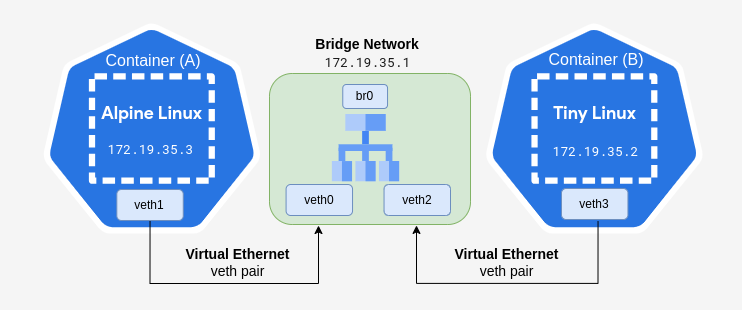 Container (A)
Alpine Linux
172.19.35.3
veth1
Bridge Network
172.19.35.1
br0
veth0
veth2
Container (B)
Tiny Linux
172.19.35.2
veth3
Virtual Ethernet
veth pair
Virtual Ethernet
veth pair